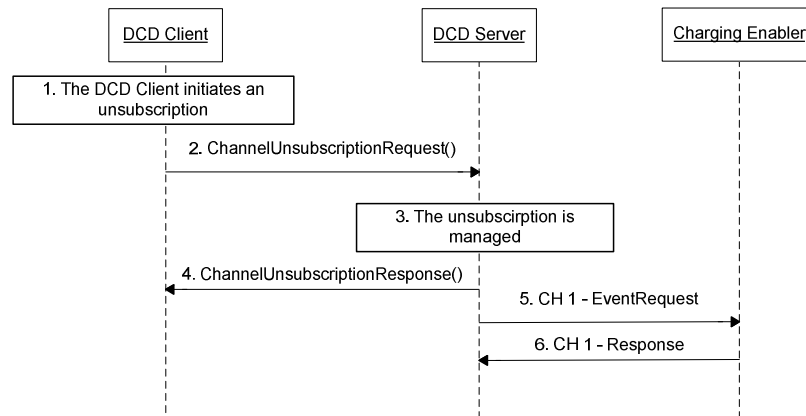 DCD Client
DCD Server
Charging Enabler
1. The DCD Client initiates an
unsubscription
2. ChannelUnsubscriptionRequest()
3. The unsubscirption is
managed
4. ChannelUnsubscriptionResponse()
5. CH 1 - EventRequest
6. CH 1 - Response